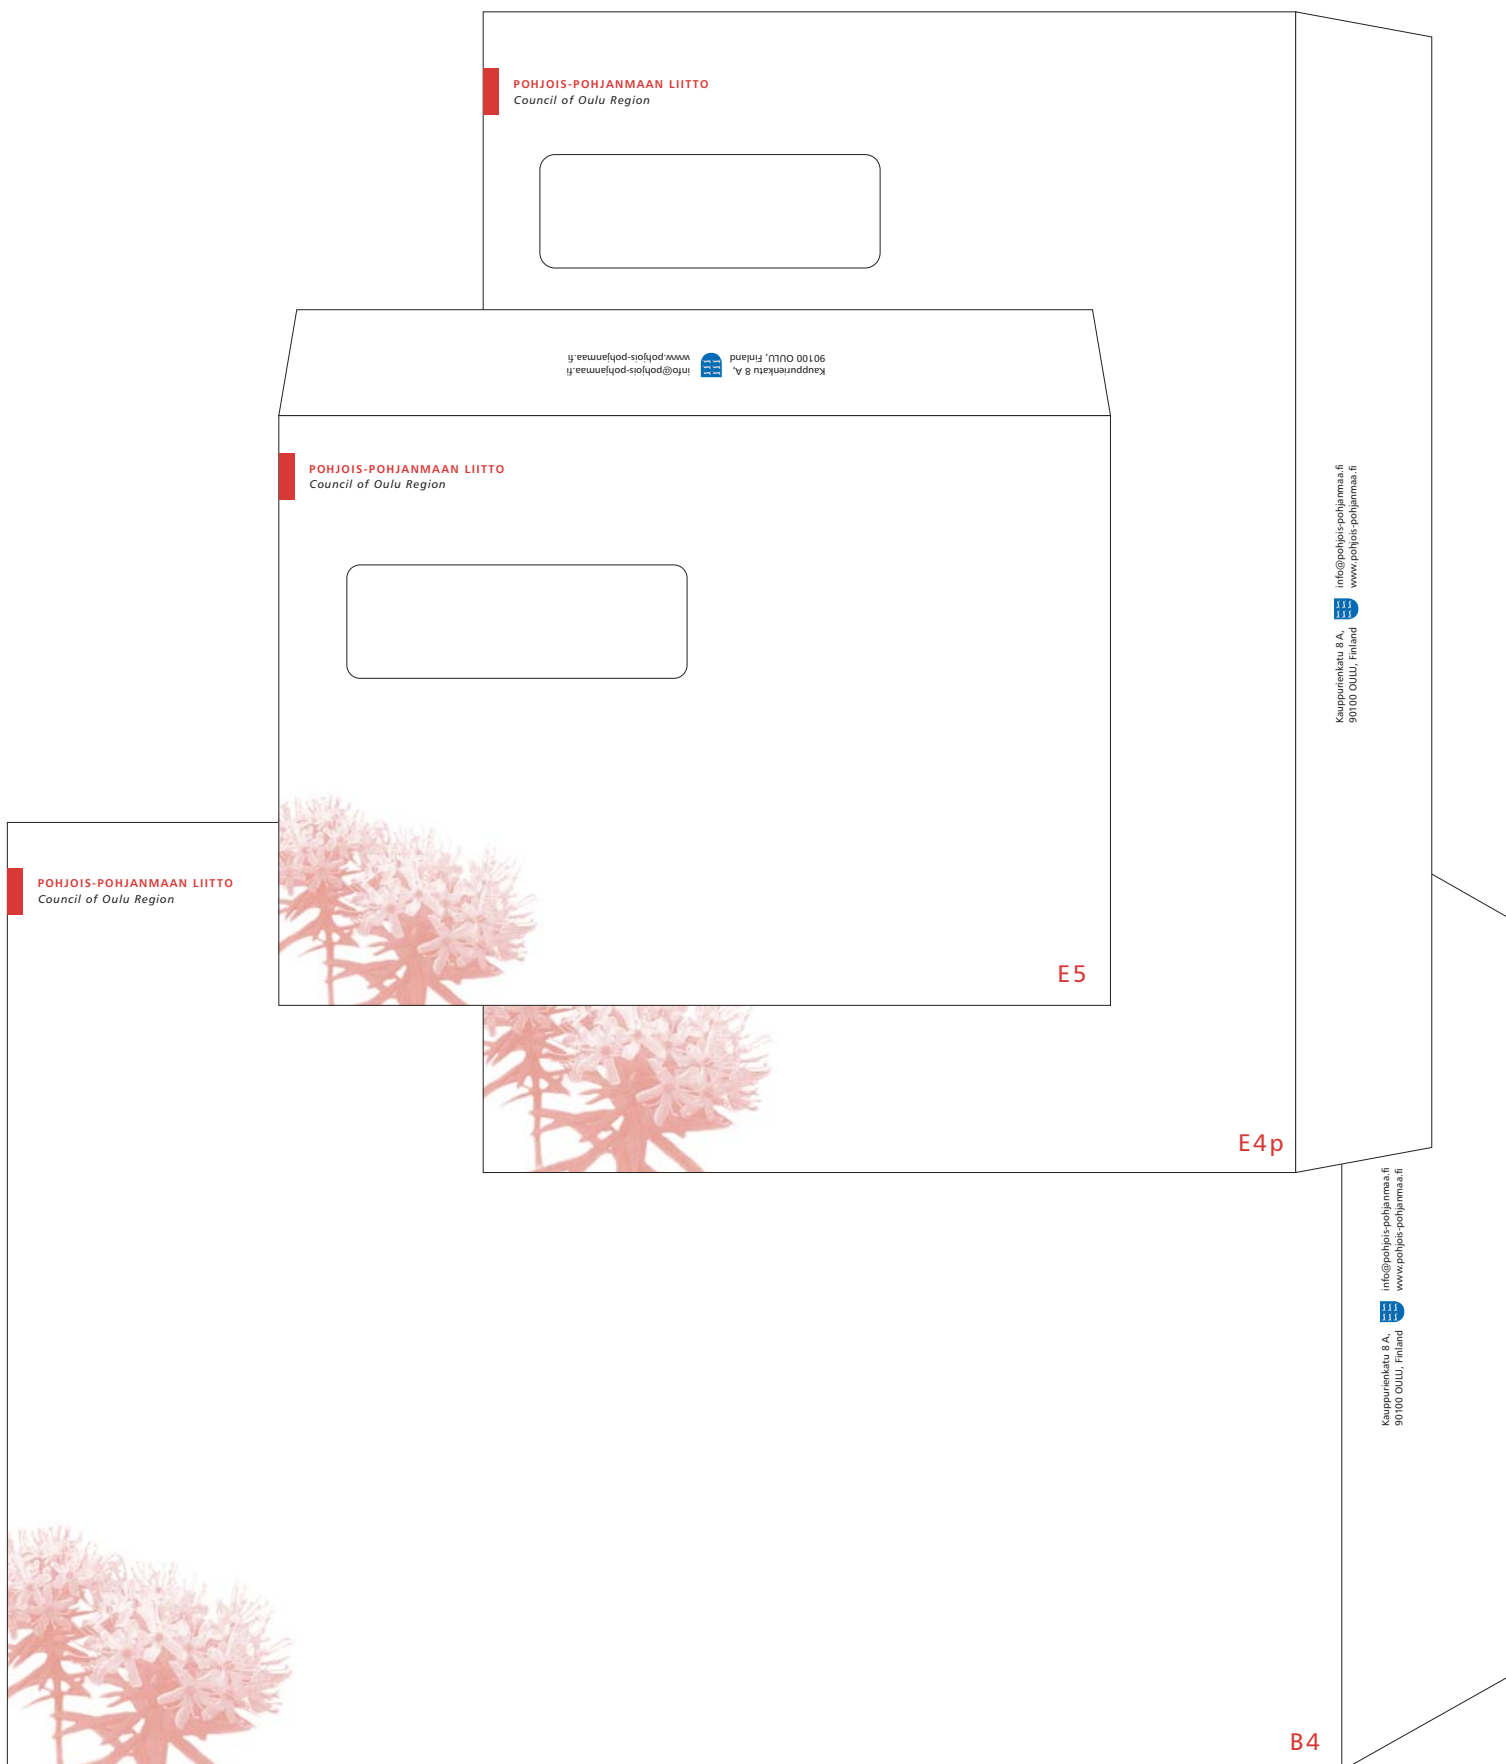 POHJOIS-POHJANMAAN LIITTO
Council of Oulu Region
Kauppurienkatu 8 A,
90100 OULU, Finland
info@pohjois-pohjanmaa.fi
www.pohjois-pohjanmaa.fi
POHJOIS-POHJANMAAN LIITTO
Council of Oulu Region
E5
Kauppurienkatu 8 A,
90100 OULU, Finland
info@pohjois-pohjanmaa.fi
www.pohjois-pohjanmaa.fi
POHJOIS-POHJANMAAN LIITTO
Council of Oulu Region
E4p
Kauppurienkatu 8 A,
90100 OULU, Finland
info@pohjois-pohjanmaa.fi
www.pohjois-pohjanmaa.fi
B4